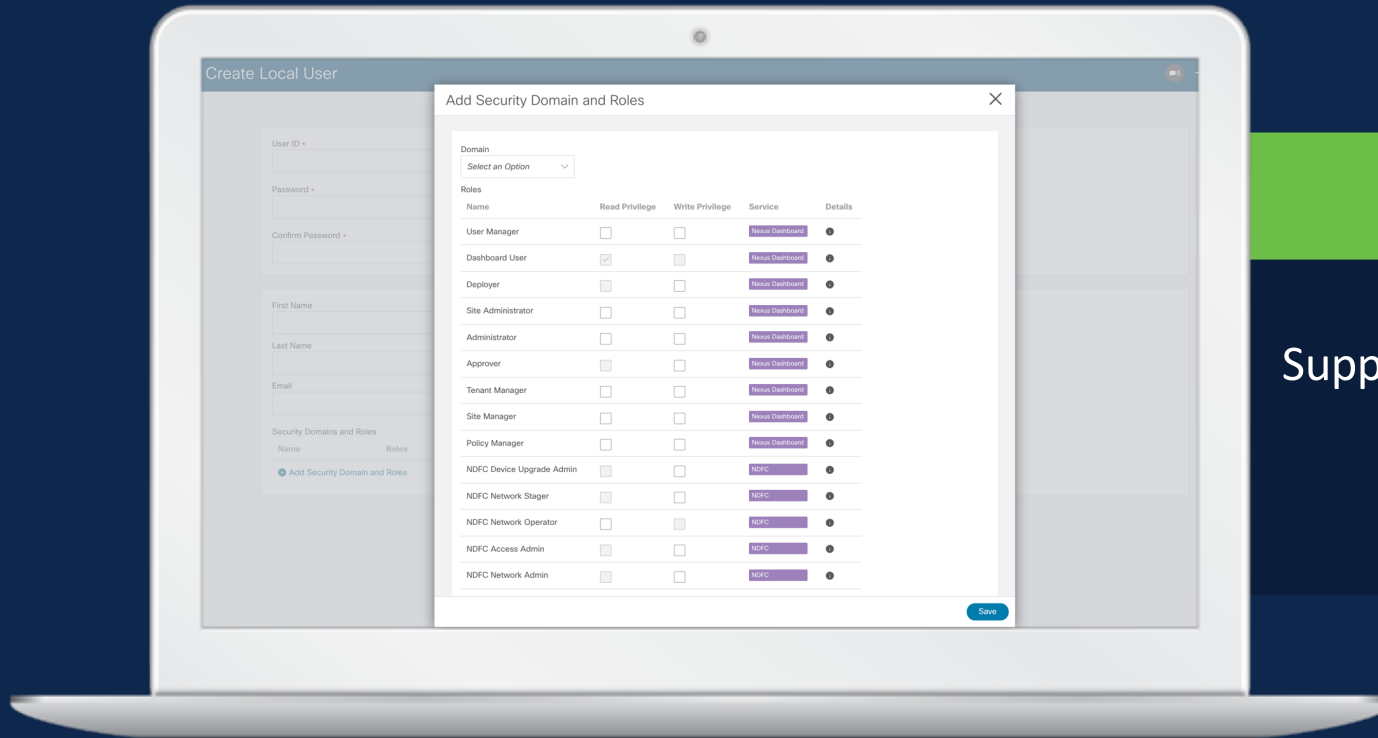 Create Local User
Add Security Domain and Roles
User ID *
Password *
Confirm Password *
First Name
Last Name
Email
Security Domains and Roles
Name Roles
Add Security Domain and Roles
Domain
Select an Option
Roles
Name Read Privilege Write Privilege Service Details
User Manager Nexus Dashboard
Dashboard User Nexus Dashboard
Deployer Nexus Dashboard
Site Administrator Nexus Dashboard
Administrator Nexus Dashboard
Approver Nexus Dashboard
Tenant Manager Nexus Dashboard
Site Manager Nexus Dashboard
Policy Manager Nexus Dashboard
NDFC Device Upgrade Admin NDFC
NDFC Network Stager NDFC
NDFC Network Operator NDFC
NDFC Access Admin NDFC
NDFC Network Admin NDFC
Save
Supp